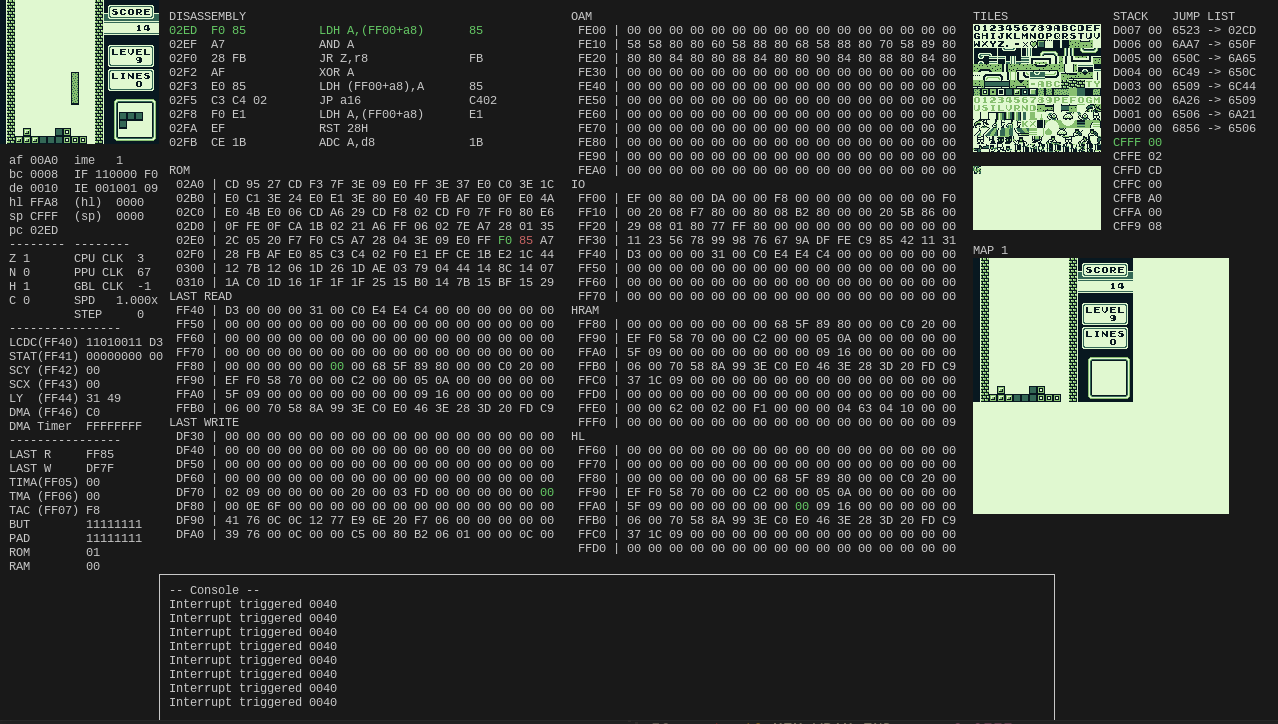 SCORE
14
LEVEL
9
LINES
0
af 00A0 ime 1
bc 0008 IF 110000 F0
de 0010 IE 001001 09
hl FFA8 (hl) 0000
sp CFFF (sp) 0000
pc 02ED
-------- --------
Z 1 CPU CLK 3
N 0 PPU CLK 67
H 1 GBL CLK -1
C 0 SPD 1.000x
STEP 0
----------------
LCDC(FF40) 11010011 D3
STAT(FF41) 00000000 00
SCY (FF42) 00
SCX (FF43) 00
LY (FF44) 31 49
DMA (FF46) C0
DMA Timer FFFFFFFF
----------------
LAST R FF85
LAST W DF7F
TIMA(FF05) 00
TMA (FF06) 00
TAC (FF07) F8
BUT 11111111
PAD 11111111
ROM 01
RAM 00
DISASSEMBLY
02ED F0 85 LDH A,(FF00+a8) 85
02EF A7 AND A
02F0 28 FB JR Z,r8 FB
02F2 AF XOR A
02F3 E0 85 LDH (FF00+a8),A 85
02F5 C3 C4 02 JP a16 C402
02F8 F0 E1 LDH A,(FF00+a8) E1
02FA EF RST 28H
02FB CE 1B ADC A,d8 1B
ROM
02A0 | CD 95 27 CD F3 7F 3E 09 E0 FF 3E 37 E0 C0 3E 1C
02B0 | E0 C1 3E 24 E0 E1 3E 80 E0 40 FB AF E0 0F E0 4A
02C0 | E0 4B E0 06 CD A6 29 CD F8 02 CD F0 7F F0 80 E6
02D0 | 0F FE 0F CA 1B 02 21 A6 FF 06 02 7E A7 28 01 35
02E0 | 2C 05 20 F7 F0 C5 A7 28 04 3E 09 E0 FF F0 85 A7
02F0 | 28 FB AF E0 85 C3 C4 02 F0 E1 EF CE 1B E2 1C 44
0300 | 12 7B 12 06 1D 26 1D AE 03 79 04 44 14 8C 14 07
0310 | 1A C0 1D 16 1F 1F 1F 25 15 B0 14 7B 15 BF 15 29
LAST READ
FF40 | D3 00 00 00 31 00 C0 E4 E4 C4 00 00 00 00 00 00
FF50 | 00 00 00 00 00 00 00 00 00 00 00 00 00 00 00 00
FF60 | 00 00 00 00 00 00 00 00 00 00 00 00 00 00 00 00
FF70 | 00 00 00 00 00 00 00 00 00 00 00 00 00 00 00 00
FF80 | 00 00 00 00 00 00 00 68 5F 89 80 00 00 C0 20 00
FF90 | EF F0 58 70 00 00 C2 00 00 05 0A 00 00 00 00 00
FFA0 | 5F 09 00 00 00 00 00 00 00 09 16 00 00 00 00 00
FFB0 | 06 00 70 58 8A 99 3E C0 E0 46 3E 28 3D 20 FD C9
LAST WRITE
DF30 | 00 00 00 00 00 00 00 00 00 00 00 00 00 00 00 00
DF40 | 00 00 00 00 00 00 00 00 00 00 00 00 00 00 00 00
DF50 | 00 00 00 00 00 00 00 00 00 00 00 00 00 00 00 00
DF60 | 00 00 00 00 00 00 00 00 00 00 00 00 00 00 00 00
DF70 | 02 09 00 00 00 00 20 00 03 FD 00 00 00 00 00 00
DF80 | 00 0E 6F 00 00 00 00 00 00 00 00 00 00 00 00 00
DF90 | 41 76 0C 0C 12 77 E9 6E 20 F7 06 00 00 00 00 00
DFA0 | 39 76 00 0C 00 00 C5 00 80 B2 06 01 00 00 0C 00
OAM
FE00 | 00 00 00 00 00 00 00 00 00 00 00 00 00 00 00 00
FE10 | 58 58 80 80 60 58 88 80 68 58 88 80 70 58 89 80
FE20 | 80 80 84 80 80 88 84 80 88 90 84 80 88 88 84 80
FE30 | 00 00 00 00 00 00 00 00 00 00 00 00 00 00 00 00
FE40 | 00 00 00 00 00 00 00 00 00 00 00 00 00 00 00 00
FE50 | 00 00 00 00 00 00 00 00 00 00 00 00 00 00 00 00
FE60 | 00 00 00 00 00 00 00 00 00 00 00 00 00 00 00 00
FE70 | 00 00 00 00 00 00 00 00 00 00 00 00 00 00 00 00
FE80 | 00 00 00 00 00 00 00 00 00 00 00 00 00 00 00 00
FE90 | 00 00 00 00 00 00 00 00 00 00 00 00 00 00 00 00
FEA0 | 00 00 00 00 00 00 00 00 00 00 00 00 00 00 00 00
IO
FF00 | EF 00 80 00 DA 00 00 F8 00 00 00 00 00 00 00 F0
FF10 | 00 20 08 F7 80 00 80 08 B2 80 00 00 20 5B 86 00
FF20 | 29 08 01 80 77 FF 80 00 00 00 00 00 00 00 00 00
FF30 | 11 23 56 78 99 98 76 67 9A DF FE C9 85 42 11 31
FF40 | D3 00 00 00 31 00 C0 E4 E4 C4 00 00 00 00 00 00
FF50 | 00 00 00 00 00 00 00 00 00 00 00 00 00 00 00 00
FF60 | 00 00 00 00 00 00 00 00 00 00 00 00 00 00 00 00
FF70 | 00 00 00 00 00 00 00 00 00 00 00 00 00 00 00 00
HRAM
FF80 | 00 00 00 00 00 00 00 68 5F 89 80 00 00 C0 20 00
FF90 | EF F0 58 70 00 00 C2 00 00 05 0A 00 00 00 00 00
FFA0 | 5F 09 00 00 00 00 00 00 00 09 16 00 00 00 00 00
FFB0 | 06 00 70 58 8A 99 3E C0 E0 46 3E 28 3D 20 FD C9
FFC0 | 37 1C 09 00 00 00 00 00 00 00 00 00 00 00 00 00
FFD0 | 00 00 00 00 00 00 00 00 00 00 00 00 00 00 00 00
FFE0 | 00 00 62 00 02 00 F1 00 00 00 04 63 04 10 00 00
FFF0 | 00 00 00 00 00 00 00 00 00 00 00 00 00 00 00 09
HL
FF60 | 00 00 00 00 00 00 00 00 00 00 00 00 00 00 00 00
FF70 | 00 00 00 00 00 00 00 00 00 00 00 00 00 00 00 00
FF80 | 00 00 00 00 00 00 00 68 5F 89 80 00 00 C0 20 00
FF90 | EF F0 58 70 00 00 C2 00 00 05 0A 00 00 00 00 00
FFA0 | 5F 09 00 00 00 00 00 00 00 09 16 00 00 00 00 00
FFB0 | 06 00 70 58 8A 99 3E C0 E0 46 3E 28 3D 20 FD C9
FFC0 | 37 1C 09 00 00 00 00 00 00 00 00 00 00 00 00 00
FFD0 | 00 00 00 00 00 00 00 00 00 00 00 00 00 00 00 00
TILES
0123456789ABCDEF
GHIJKLMNOPQRSTUV
WXYZ
STACK JUMP LIST
D007 00 6523 -> 02CD
D006 00 6AA7 -> 650F
D005 00 650C -> 6A65
D004 00 6C49 -> 650C
D003 00 6509 -> 6C44
D002 00 6A26 -> 6509
D001 00 6506 -> 6A21
D000 00 6856 -> 6506
CFFF 00
CFFE 02
CFFD CD
CFFC 00
CFFB A0
CFFA 00
CFF9 08
MAP 1
SCORE
14
LEVEL
9
LINES
0
-- Console --
Interrupt triggered 0040
Interrupt triggered 0040
Interrupt triggered 0040
Interrupt triggered 0040
Interrupt triggered 0040
Interrupt triggered 0040
Interrupt triggered 0040
Interrupt triggered 0040